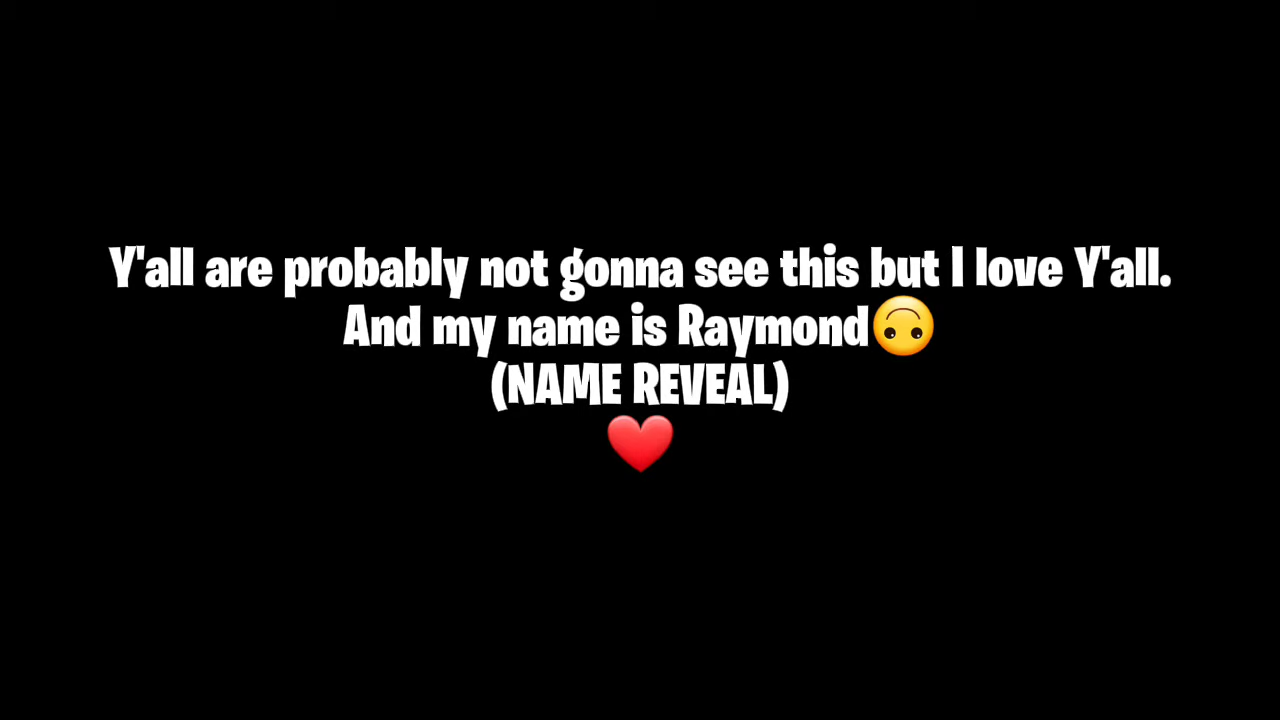 Y'all are probably not gonna see this but I love Y'all.
And my name is Raymond🙃
(NAME REVEAL)
❤️